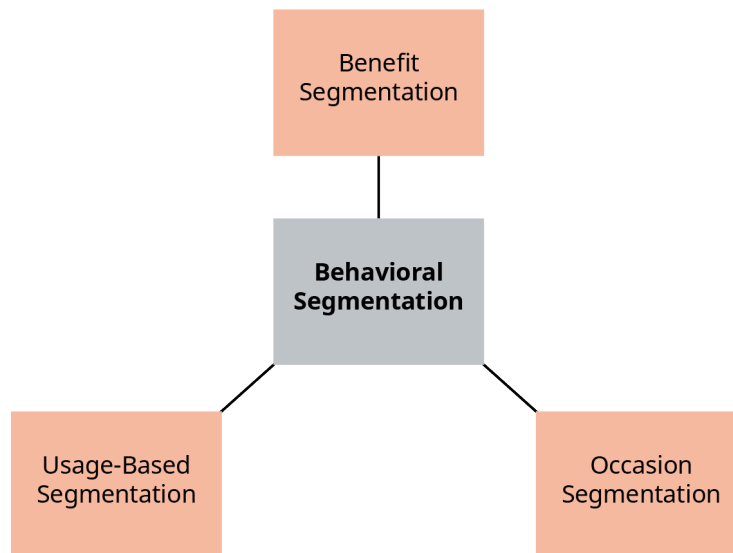 Benefit
Segmentation
Behavioral
Segmentation
Usage-Based
Segmentation
Occasion
Segmentation